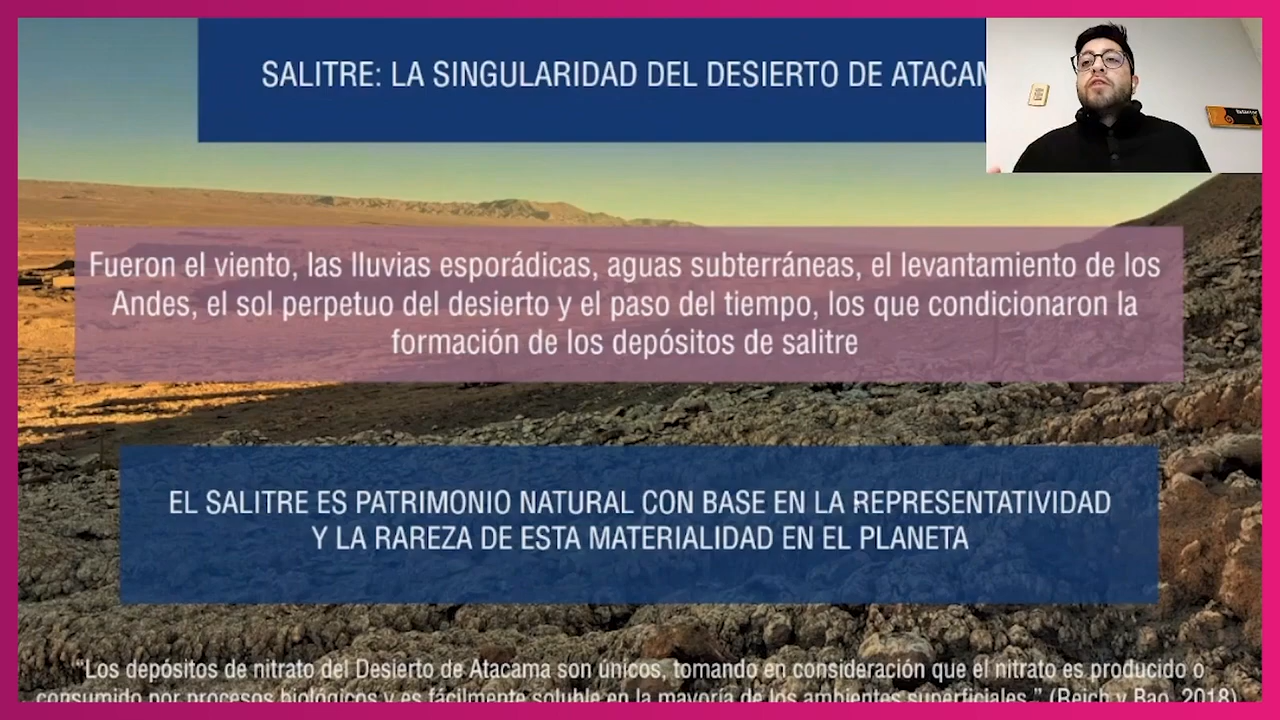 SALITRE: LA SINGULARIDAD DEL DESIERTO DE
Fueron el viento, las lluvias esporádicas, aguas subterráneas, el levantamiento de los
Andes, el sol perpetuo del desierto y el paso del tiempo, los que condicionaron la
formación de los depósitos de salitre
EL SALITRE ES PATRIMONIO NATURAL CON BASE EN LA REPRESENTATIVIDAD
Y LA RAREZA DE ESTA MATERIALIDAD EN EL PLANETA
“Los depósitos de nitrato del Desierto de Atacama son únicos, tomando en consideración que el nitrato es producido o
consumido por procesos biológicos y es fácilmente soluble en la mayoría de los ambientes superficiales.” (Reich y Bao, 2018)